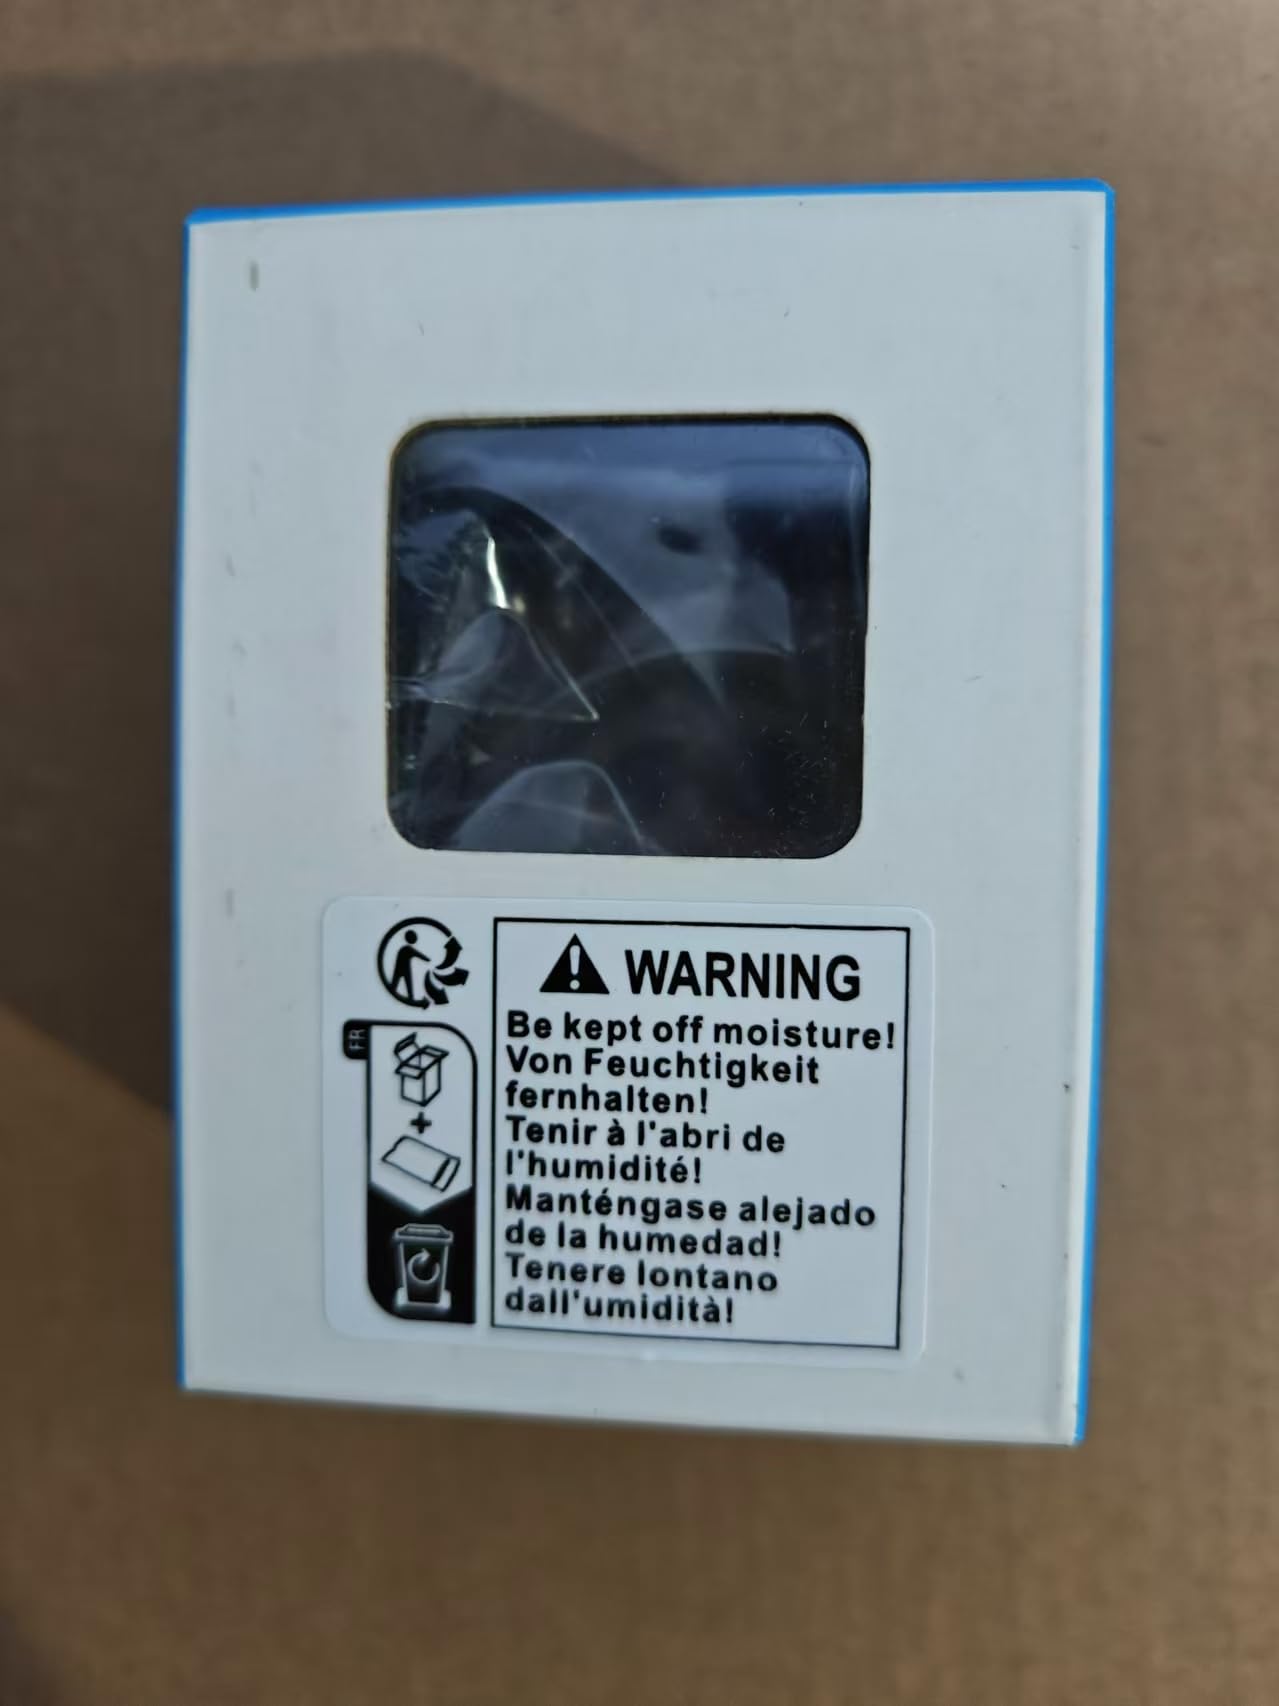 FR
+
WARNING
Be kept off moisture!
Von Feuchtigkeit
fernhalten!
Tenir à l'abri de
l'humidité!
Manténgase alejado
de la humedad!
Tenere lontano
dall'umidità!